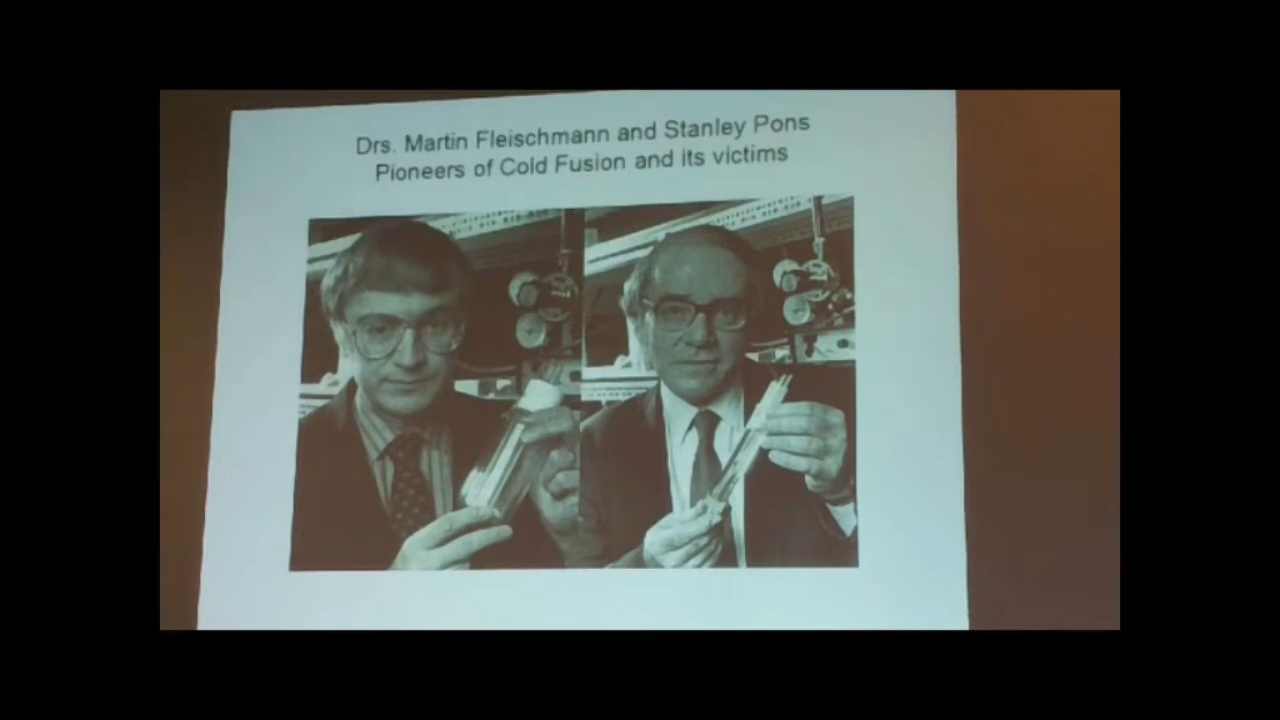 Drs. Martin Fleischmann and Stanley Pons
Pioneers of Cold Fusion and its victims